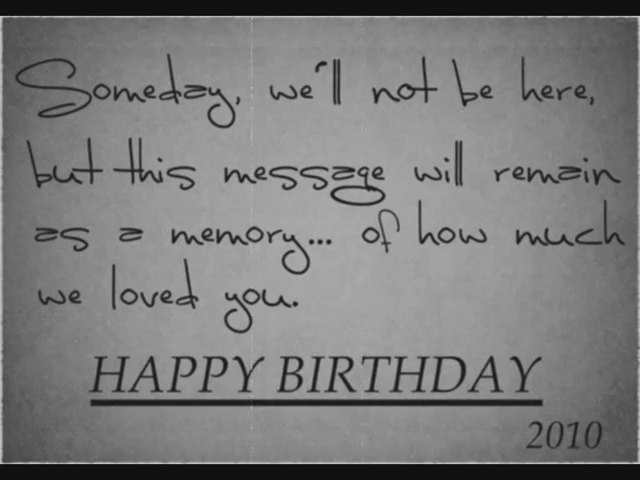 Someday, we'll not be here,
but this message will remain
as a memory... of how much
we loved you.
HAPPY BIRTHDAY
2010